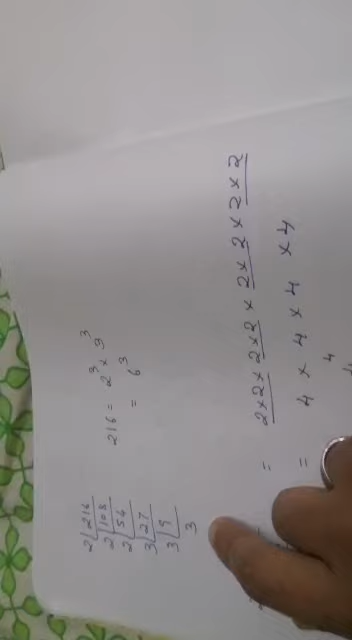 2|216
2|108
2|54
3|27
3|9
3
216 = 2³ × 3³
= 6³
= 2×2×2×2 × 2×2×2×2
= 4 × 4 × 4 × 4
4